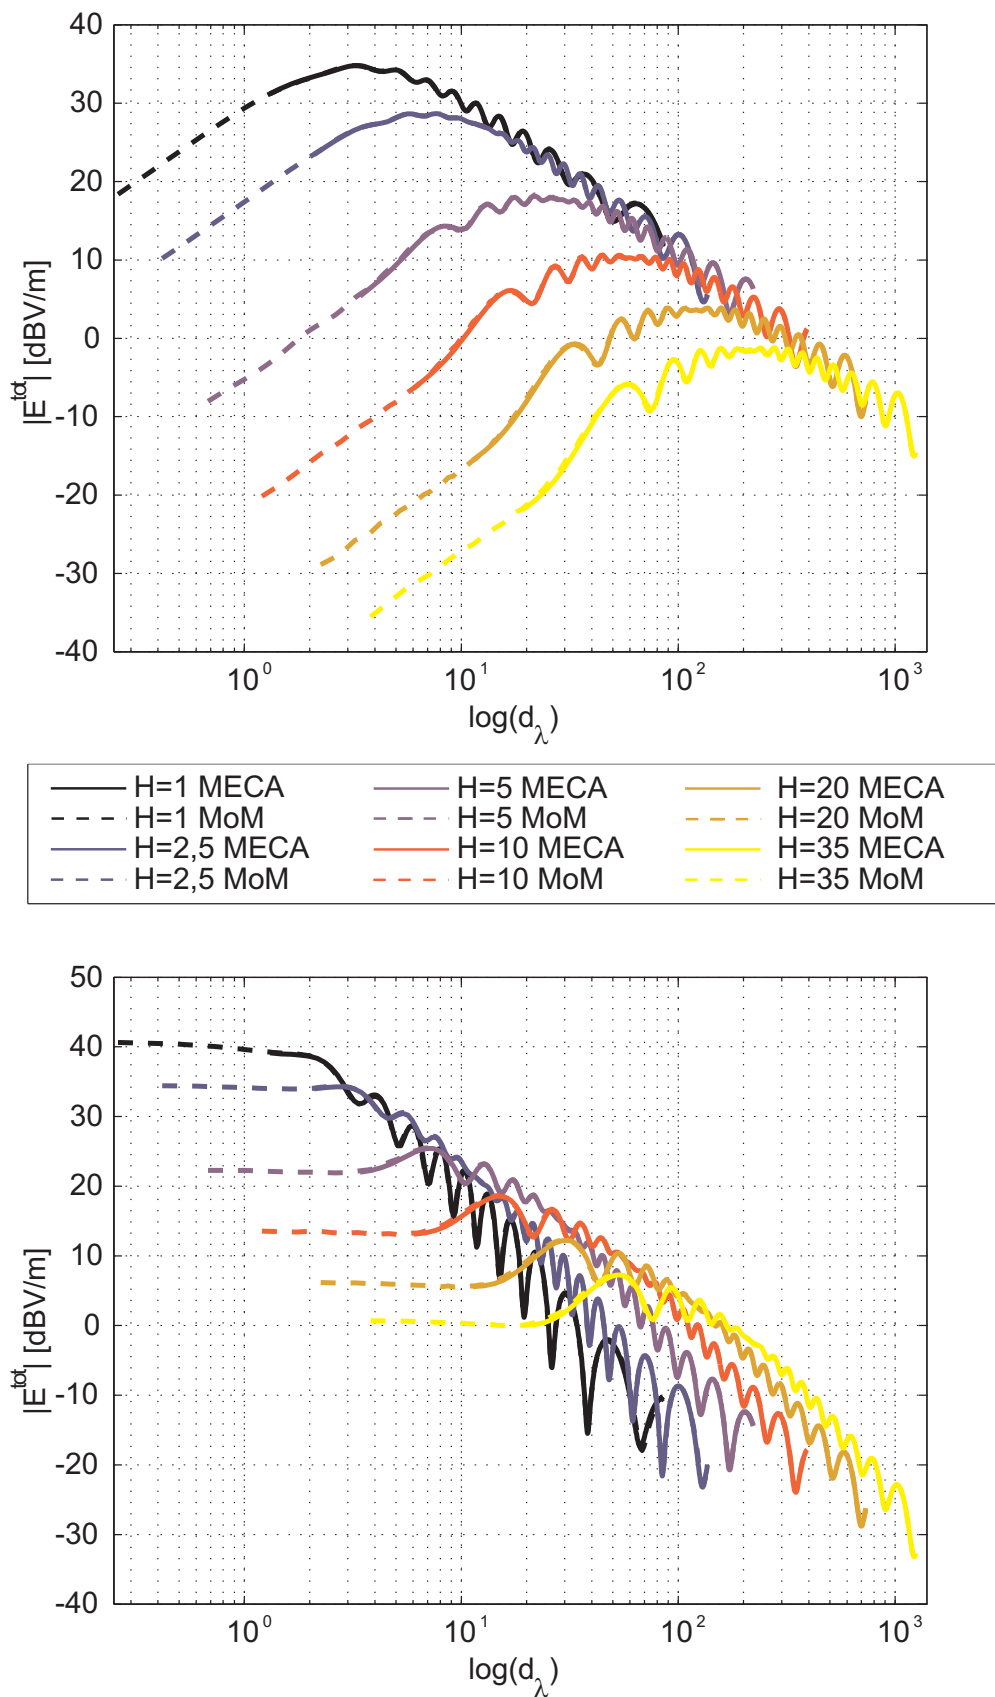 40
30
20
10
0
-10
-20
-30
-40
|E^tot| [dBV/m]
10^0 10^1 10^2 10^3
log(d_λ)
H=1 MECA H=5 MECA H=20 MECA
H=1 MoM H=5 MoM H=20 MoM
H=2,5 MECA H=10 MECA H=35 MECA
H=2,5 MoM H=10 MoM H=35 MoM
50
40
30
20
10
0
-10
-20
-30
-40
|E^tot| [dBV/m]
10^0 10^1 10^2 10^3
log(d_λ)